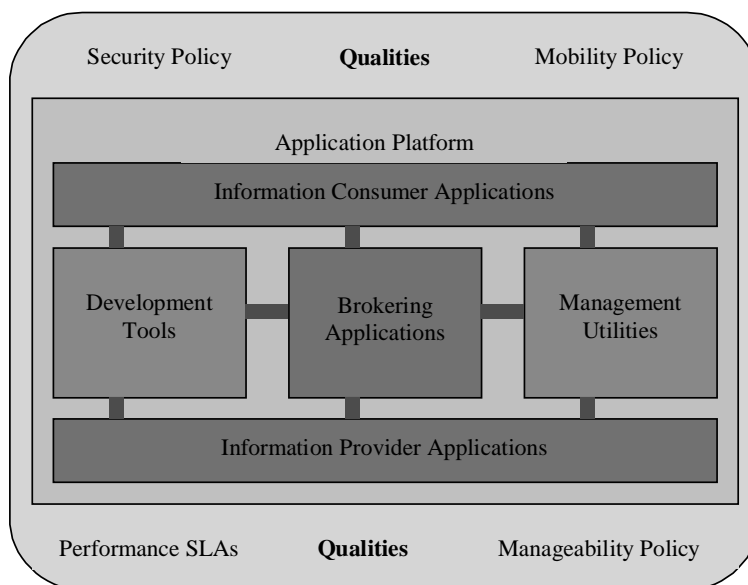 Security Policy Qualities Mobility Policy
Application Platform
Information Consumer Applications
Development
Tools
Brokering
Applications
Management
Utilities
Information Provider Applications
Performance SLAs Qualities Manageability Policy